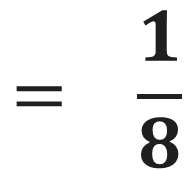 = 1/8